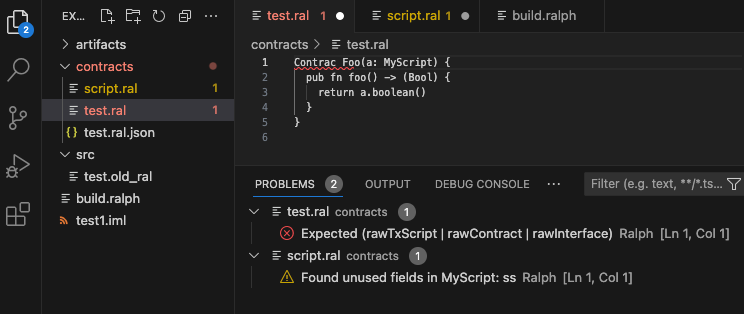 2
EX...
artifacts
contracts
script.ral 1
test.ral 1
{} test.ral.json
src
test.old_ral
build.ralph
test1.iml
test.ral 1
script.ral 1
build.ralph
contracts > test.ral
1 Contrac Foo(a: MyScript) {
2 pub fn foo() -> (Bool) {
3 return a.boolean()
4 }
5 }
6
PROBLEMS 2 OUTPUT DEBUG CONSOLE ...
Filter (e.g. text, **/*.ts...
test.ral contracts 1
Expected (rawTxScript | rawContract | rawInterface) Ralph [Ln 1, Col 1]
script.ral contracts 1
Found unused fields in MyScript: ss Ralph [Ln 1, Col 1]